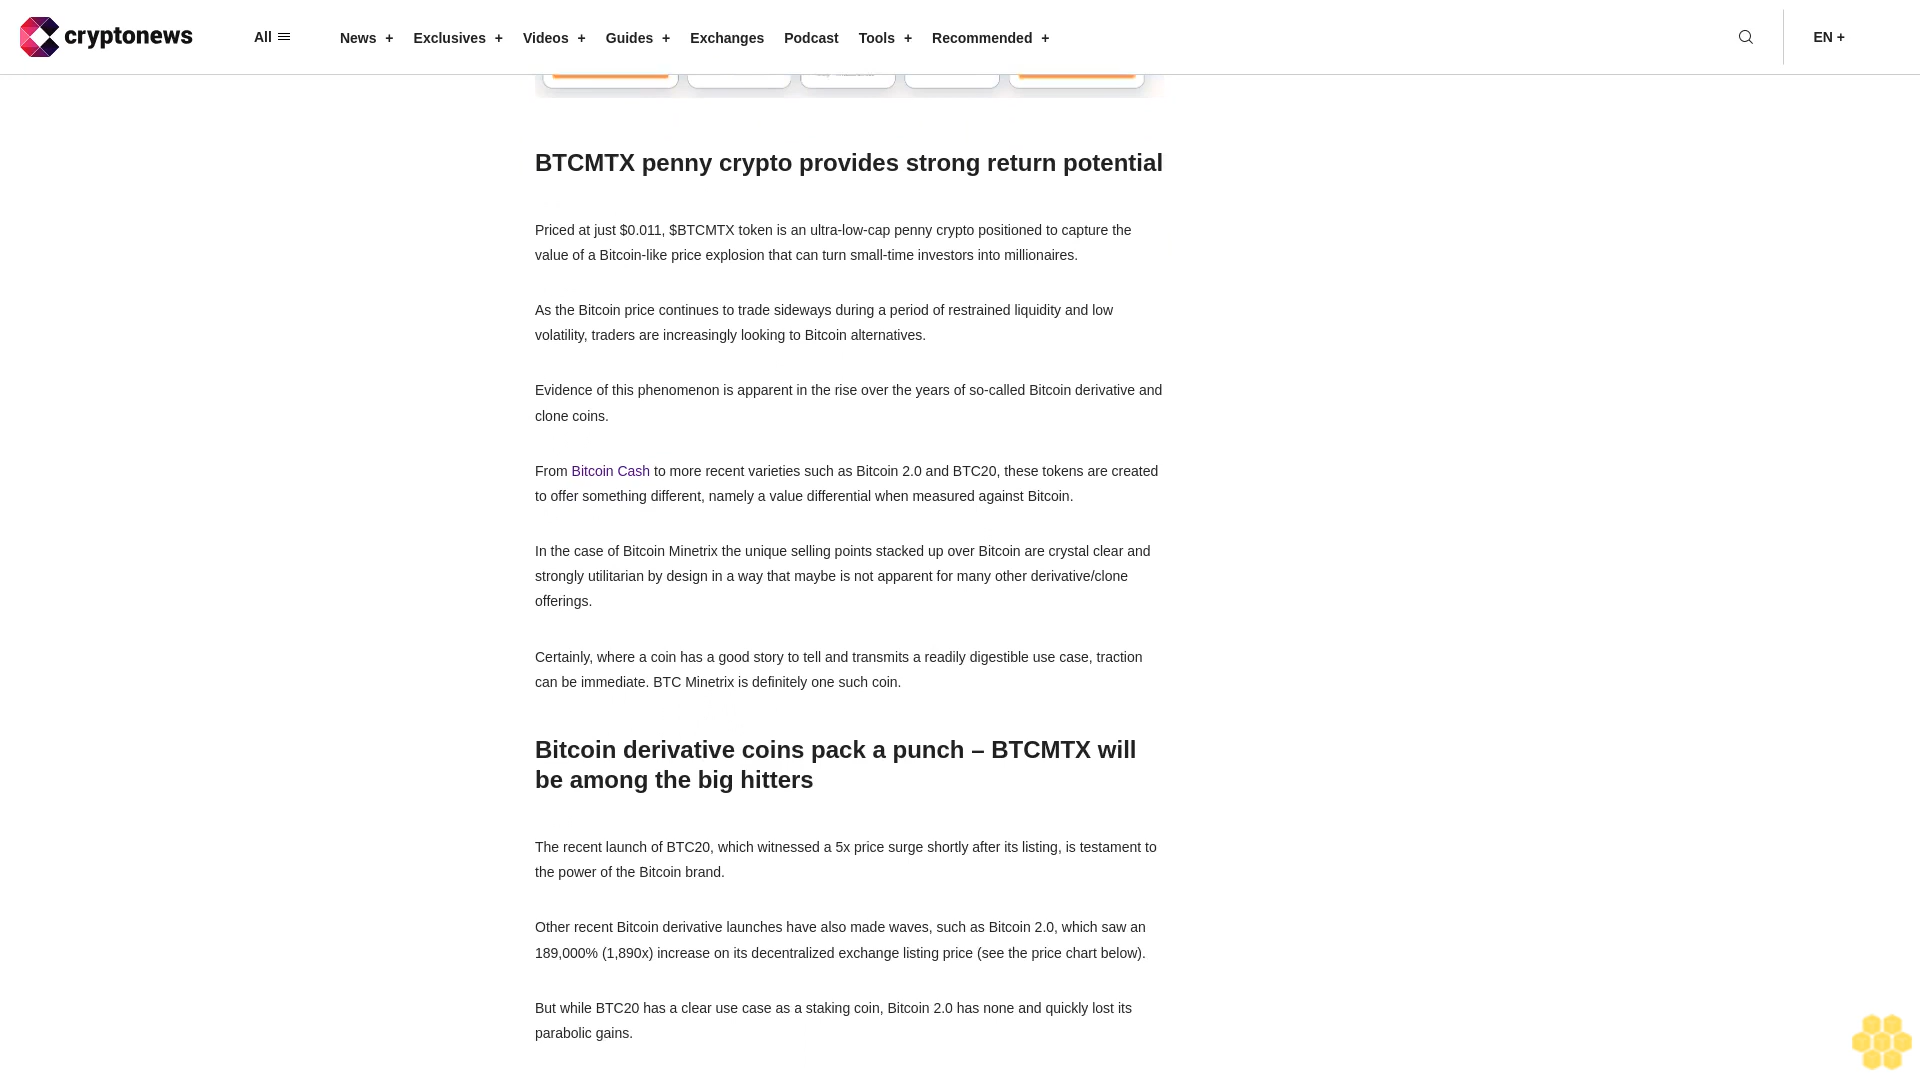 cryptonews
All
News +
Exclusives +
Videos +
Guides +
Exchanges
Podcast
Tools +
Recommended +
EN +
BTCMTX penny crypto provides strong return potential
Priced at just $0.011, $BTCMTX token is an ultra-low-cap penny crypto positioned to capture the
value of a Bitcoin-like price explosion that can turn small-time investors into millionaires.
As the Bitcoin price continues to trade sideways during a period of restrained liquidity and low
volatility, traders are increasingly looking to Bitcoin alternatives.
Evidence of this phenomenon is apparent in the rise over the years of so-called Bitcoin derivative and
clone coins.
From Bitcoin Cash to more recent varieties such as Bitcoin 2.0 and BTC20, these tokens are created
to offer something different, namely a value differential when measured against Bitcoin.
In the case of Bitcoin Minetrix the unique selling points stacked up over Bitcoin are crystal clear and
strongly utilitarian by design in a way that maybe is not apparent for many other derivative/clone
offerings.
Certainly, where a coin has a good story to tell and transmits a readily digestible use case, traction
can be immediate. BTC Minetrix is definitely one such coin.
Bitcoin derivative coins pack a punch – BTCMTX will
be among the big hitters
The recent launch of BTC20, which witnessed a 5x price surge shortly after its listing, is testament to
the power of the Bitcoin brand.
Other recent Bitcoin derivative launches have also made waves, such as Bitcoin 2.0, which saw an
189,000% (1,890x) increase on its decentralized exchange listing price (see the price chart below).
But while BTC20 has a clear use case as a staking coin, Bitcoin 2.0 has none and quickly lost its
parabolic gains.